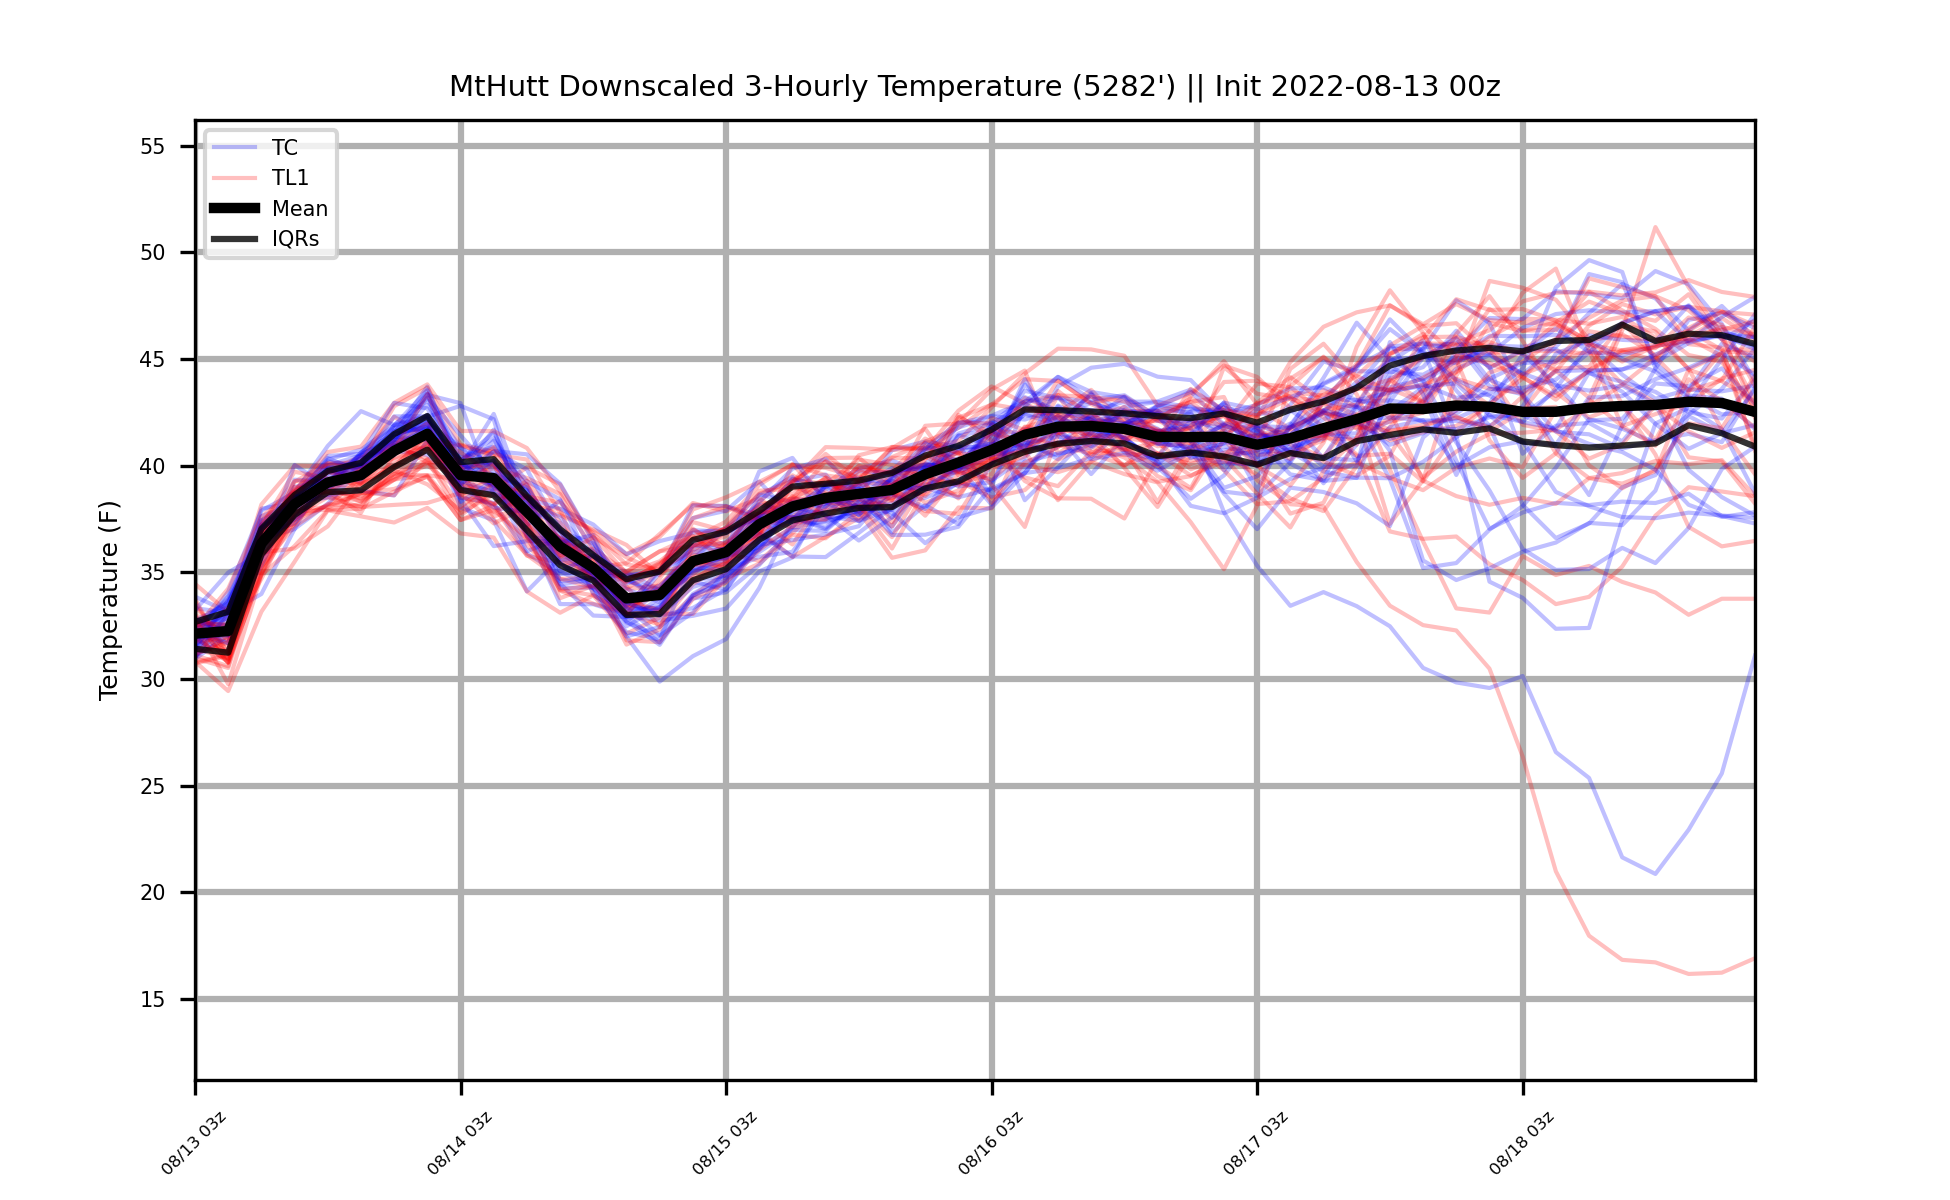 MtHutt Downscaled 3-Hourly Temperature (5282') || Init 2022-08-13 00z
TC
TL1
Mean
IQRs
Temperature (F)
55
50
45
40
35
30
25
20
15
08/13 03z
08/14 03z
08/15 03z
08/16 03z
08/17 03z
08/18 03z